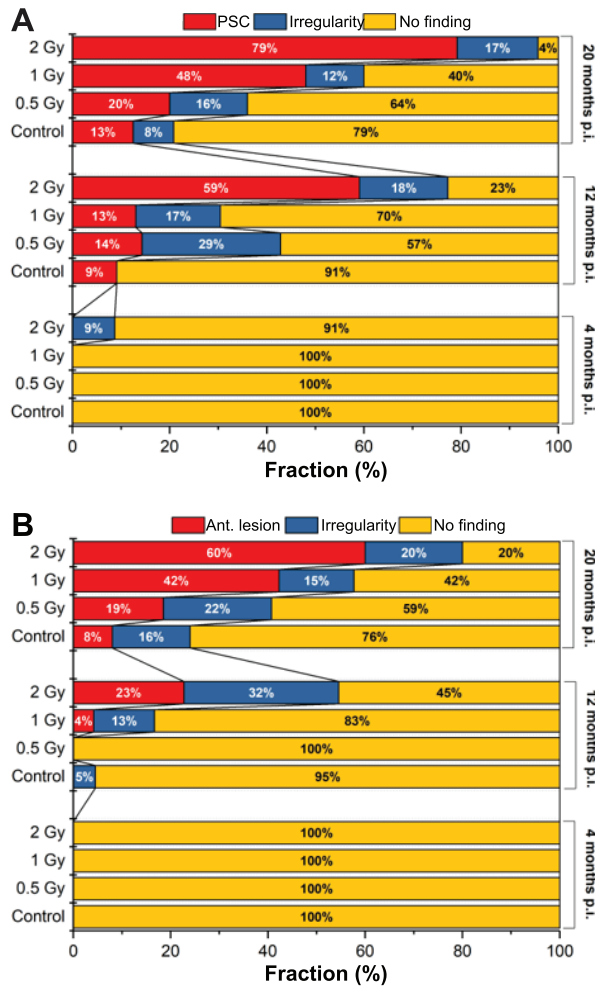 A
PSC Irregularity No finding
2 Gy 79% 17% 4%
1 Gy 48% 12% 40%
0.5 Gy 20% 16% 64%
Control 13% 8% 79%
20 months p.i.
2 Gy 59% 18% 23%
1 Gy 13% 17% 70%
0.5 Gy 14% 29% 57%
Control 9% 91%
12 months p.i.
2 Gy 9% 91%
1 Gy 100%
0.5 Gy 100%
Control 100%
4 months p.i.
0 20 40 60 80 100
Fraction (%)
B
Ant. lesion Irregularity No finding
2 Gy 60% 20% 20%
1 Gy 42% 15% 42%
0.5 Gy 19% 22% 59%
Control 8% 16% 76%
20 months p.i.
2 Gy 23% 32% 45%
1 Gy 4% 13% 83%
0.5 Gy 100%
Control 5% 95%
12 months p.i.
2 Gy 100%
1 Gy 100%
0.5 Gy 100%
Control 100%
4 months p.i.
0 20 40 60 80 100
Fraction (%)